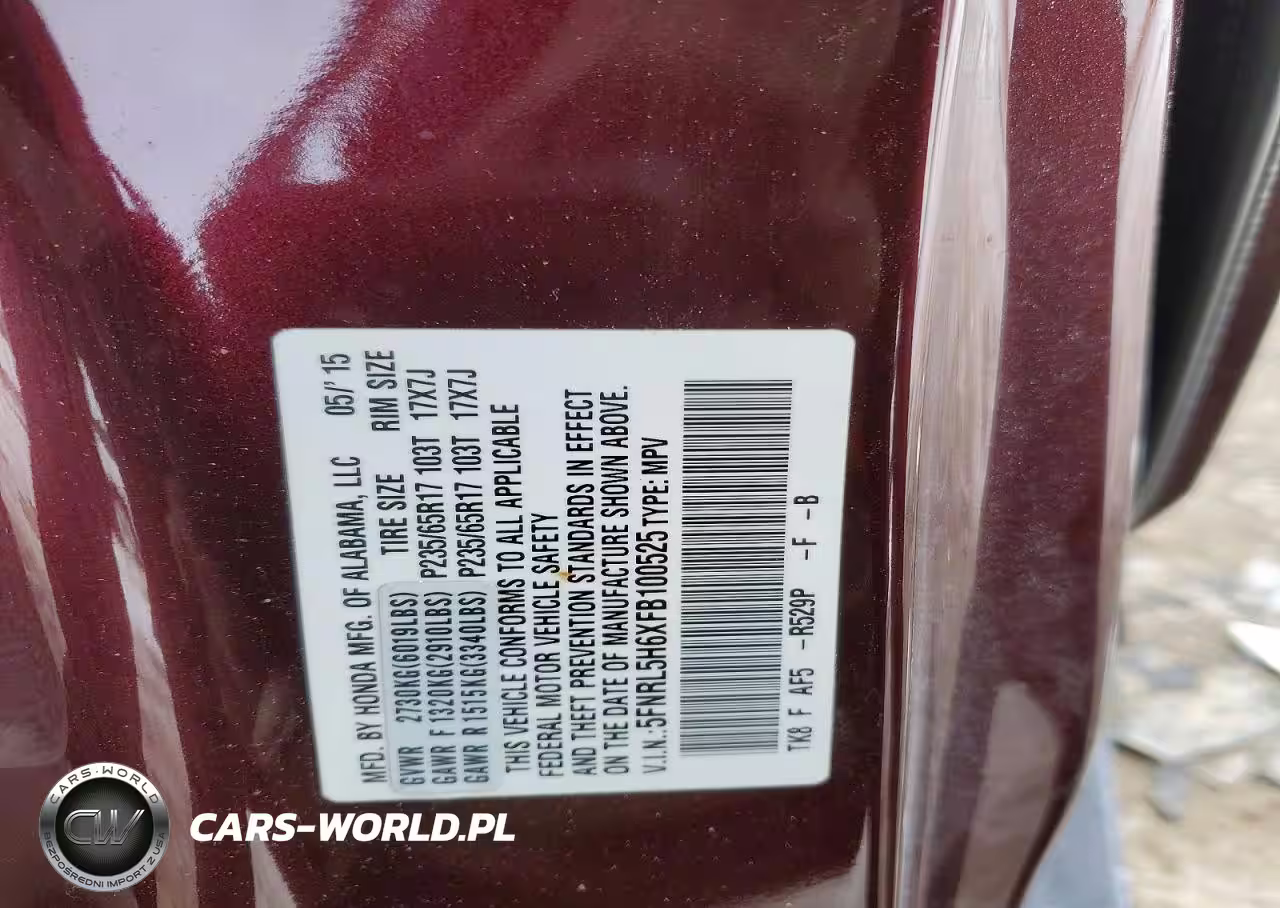 MFD. BY HONDA MFG. OF ALABAMA, LLC 05/' 15
TIRE SIZE RIM SIZE
GVWR 2730KG(6019LBS)
GAWR F 1320KG(2910LBS) P235/65R17 103T 17X7J
GAWR R 1515KG(3340LBS) P235/65R17 103T 17X7J
THIS VEHICLE CONFORMS TO ALL APPLICABLE
FEDERAL MOTOR VEHICLE SAFETY
AND THEFT PREVENTION STANDARDS IN EFFECT
ON THE DATE OF MANUFACTURE SHOWN ABOVE.
V.I.N.:5FNRL5H6XFB100525 TYPE: MPV
TK8 F AF5 -R529P -F -B
CARS-WORLD
CW
BEZPOŚREDNI IMPORT Z USA
CARS-WORLD.PL